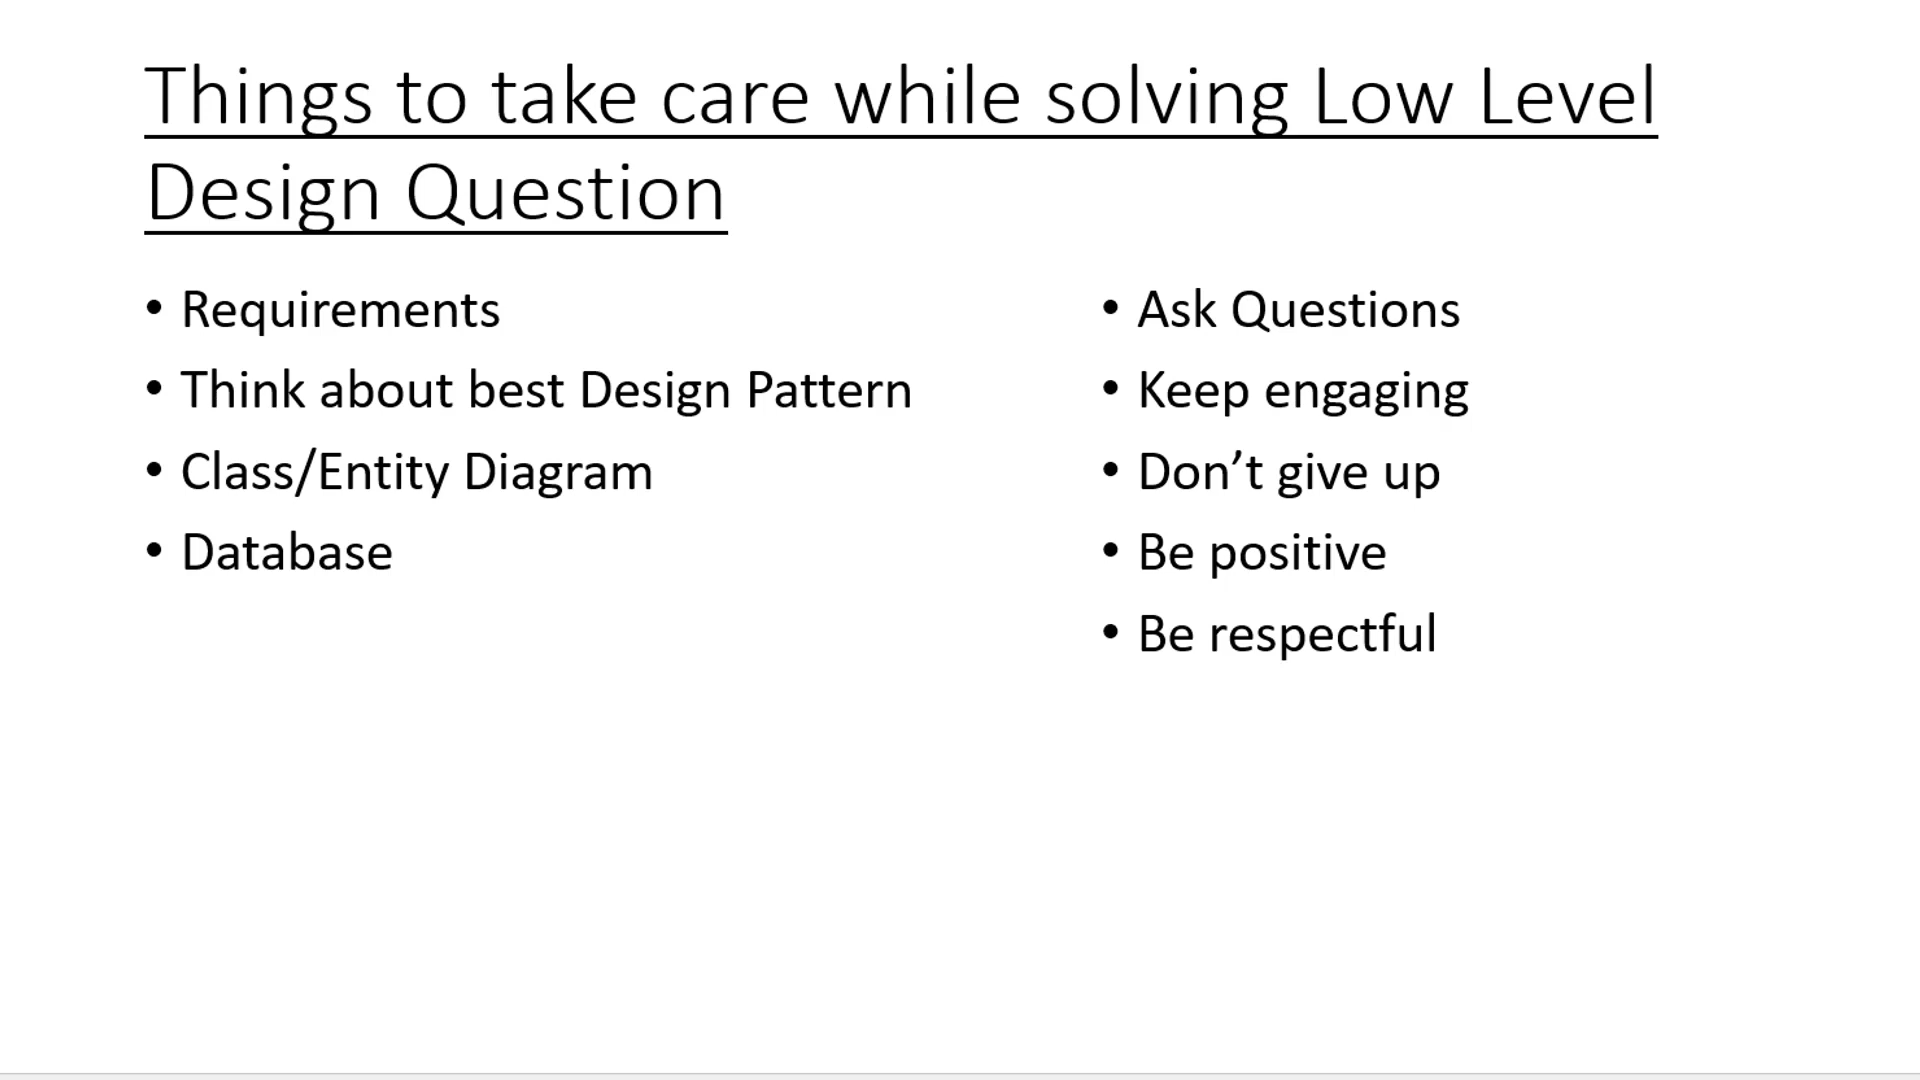 Things to take care while solving Low Level
Design Question
• Requirements
• Think about best Design Pattern
• Class/Entity Diagram
• Database
• Ask Questions
• Keep engaging
• Don’t give up
• Be positive
• Be respectful